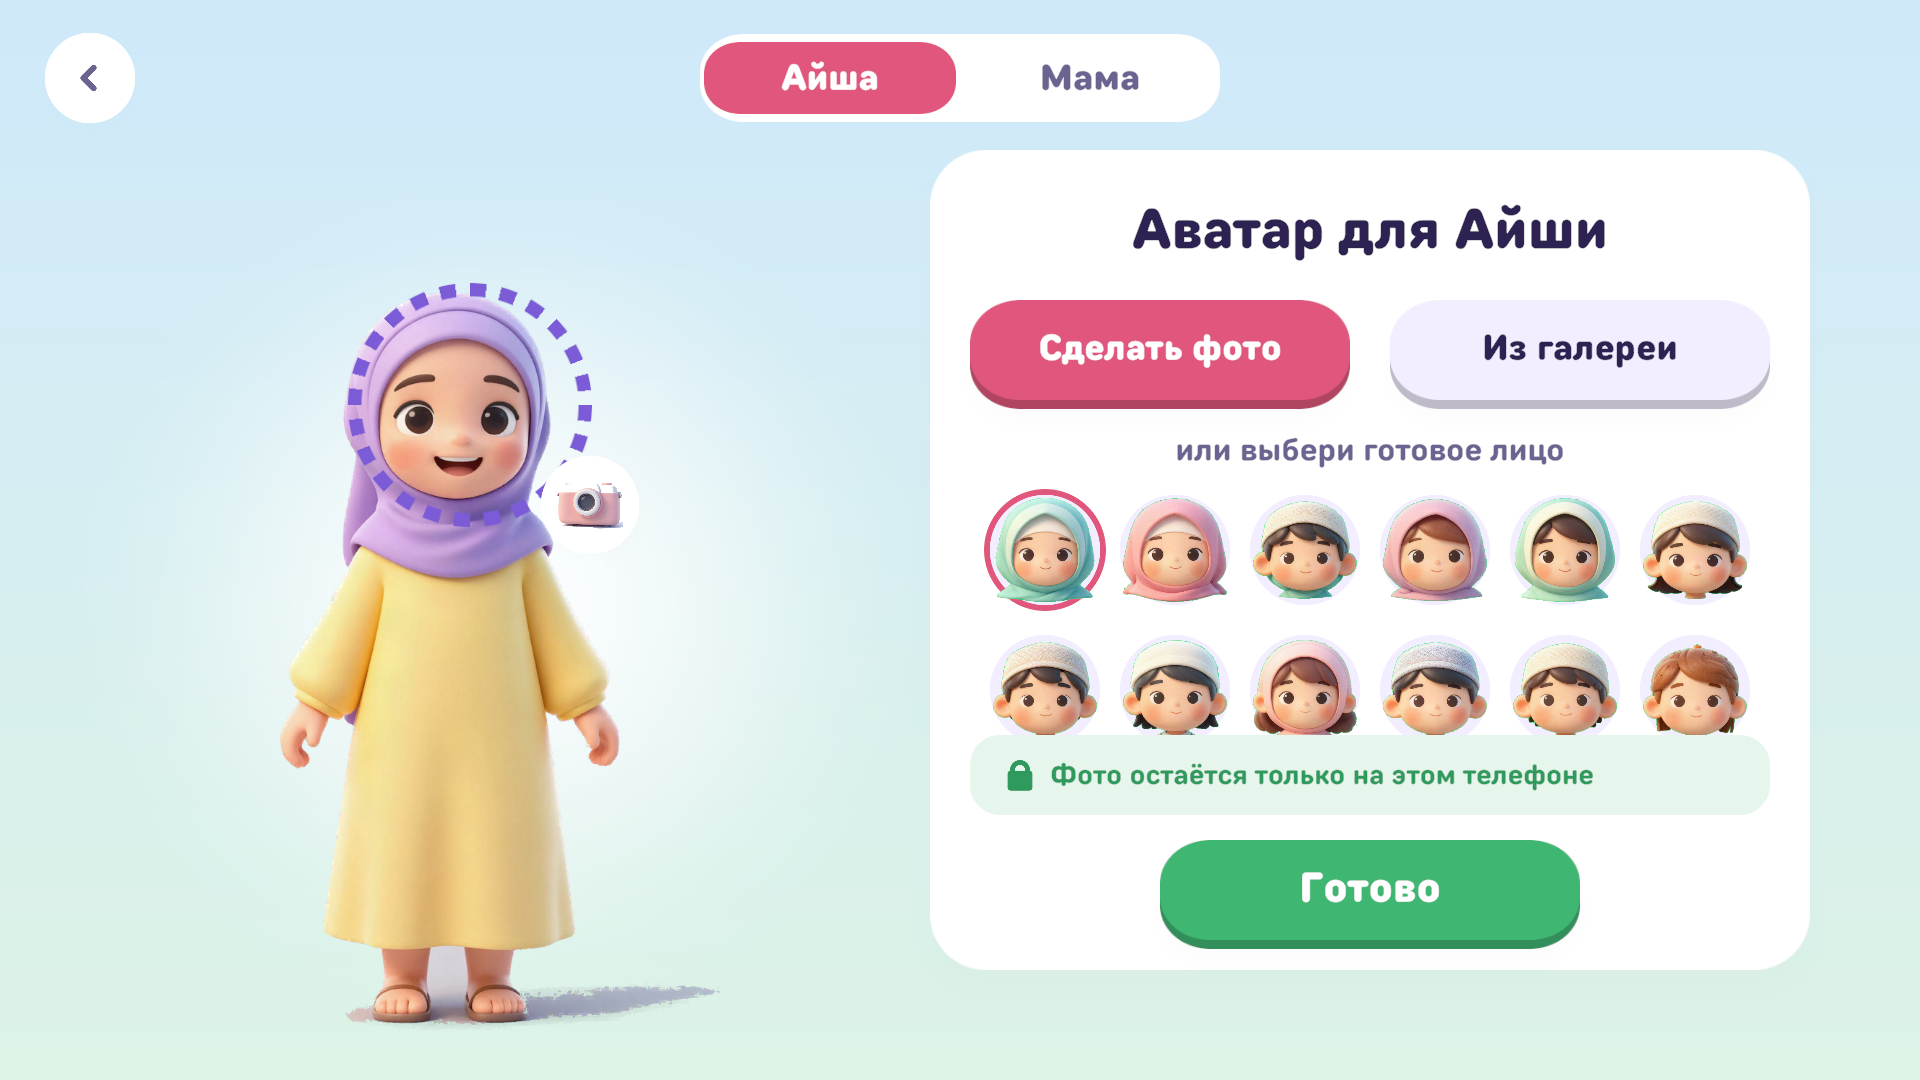 Айша
Мама
Аватар для Айши
Сделать фото
Из галереи
или выбери готовое лицо
Фото остаётся только на этом телефоне
Готово